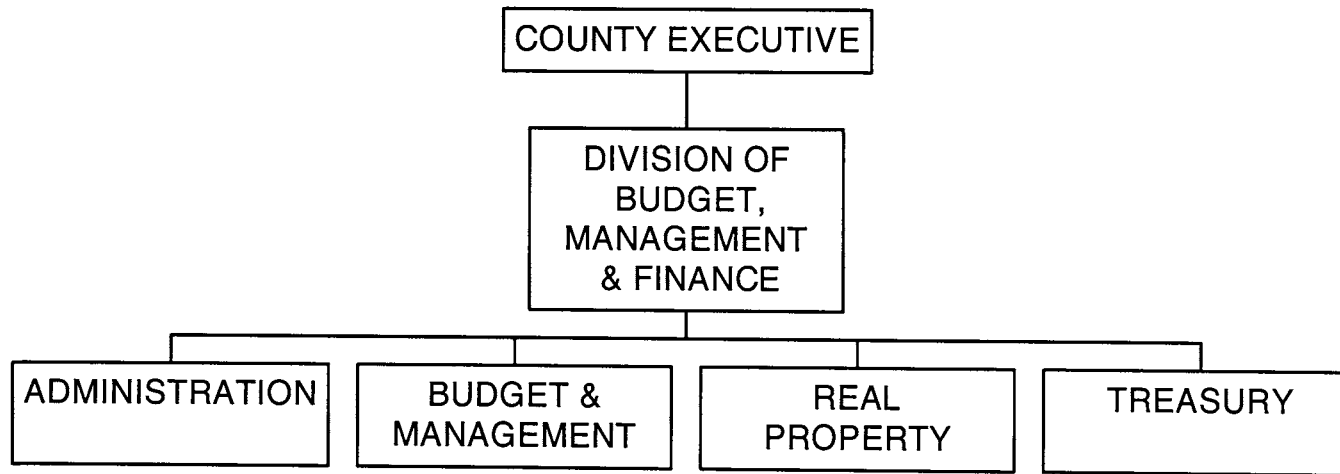 COUNTY EXECUTIVE
DIVISION OF
BUDGET,
MANAGEMENT
& FINANCE
ADMINISTRATION
BUDGET &
MANAGEMENT
REAL
PROPERTY
TREASURY